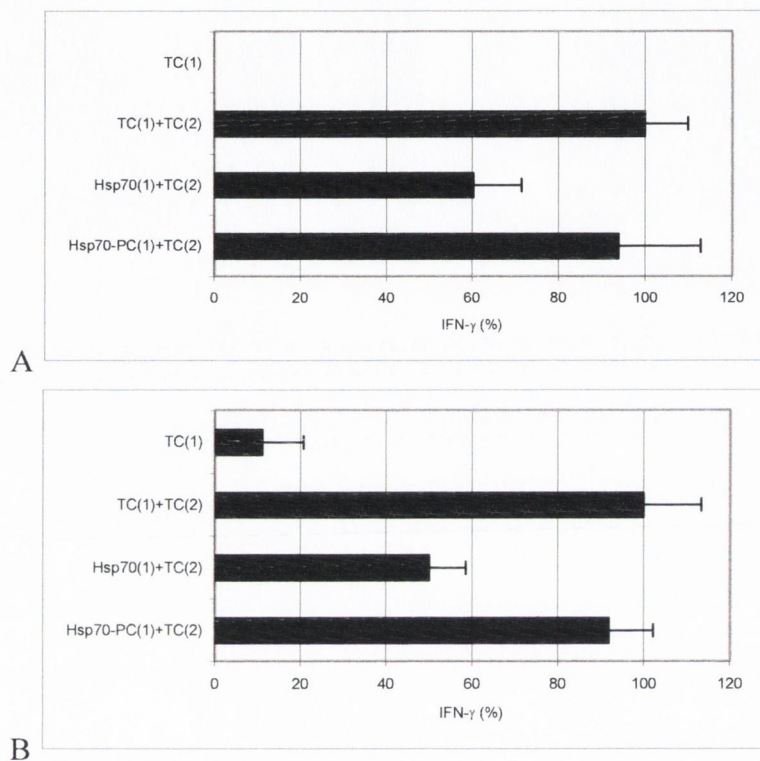 TC(1)
TC(1)+TC(2)
Hsp70(1)+TC(2)
Hsp70-PC(1)+TC(2)
0 20 40 60 80 100 120
IFN-γ (%)
A
TC(1)
TC(1)+TC(2)
Hsp70(1)+TC(2)
Hsp70-PC(1)+TC(2)
0 20 40 60 80 100 120
IFN-γ (%)
B